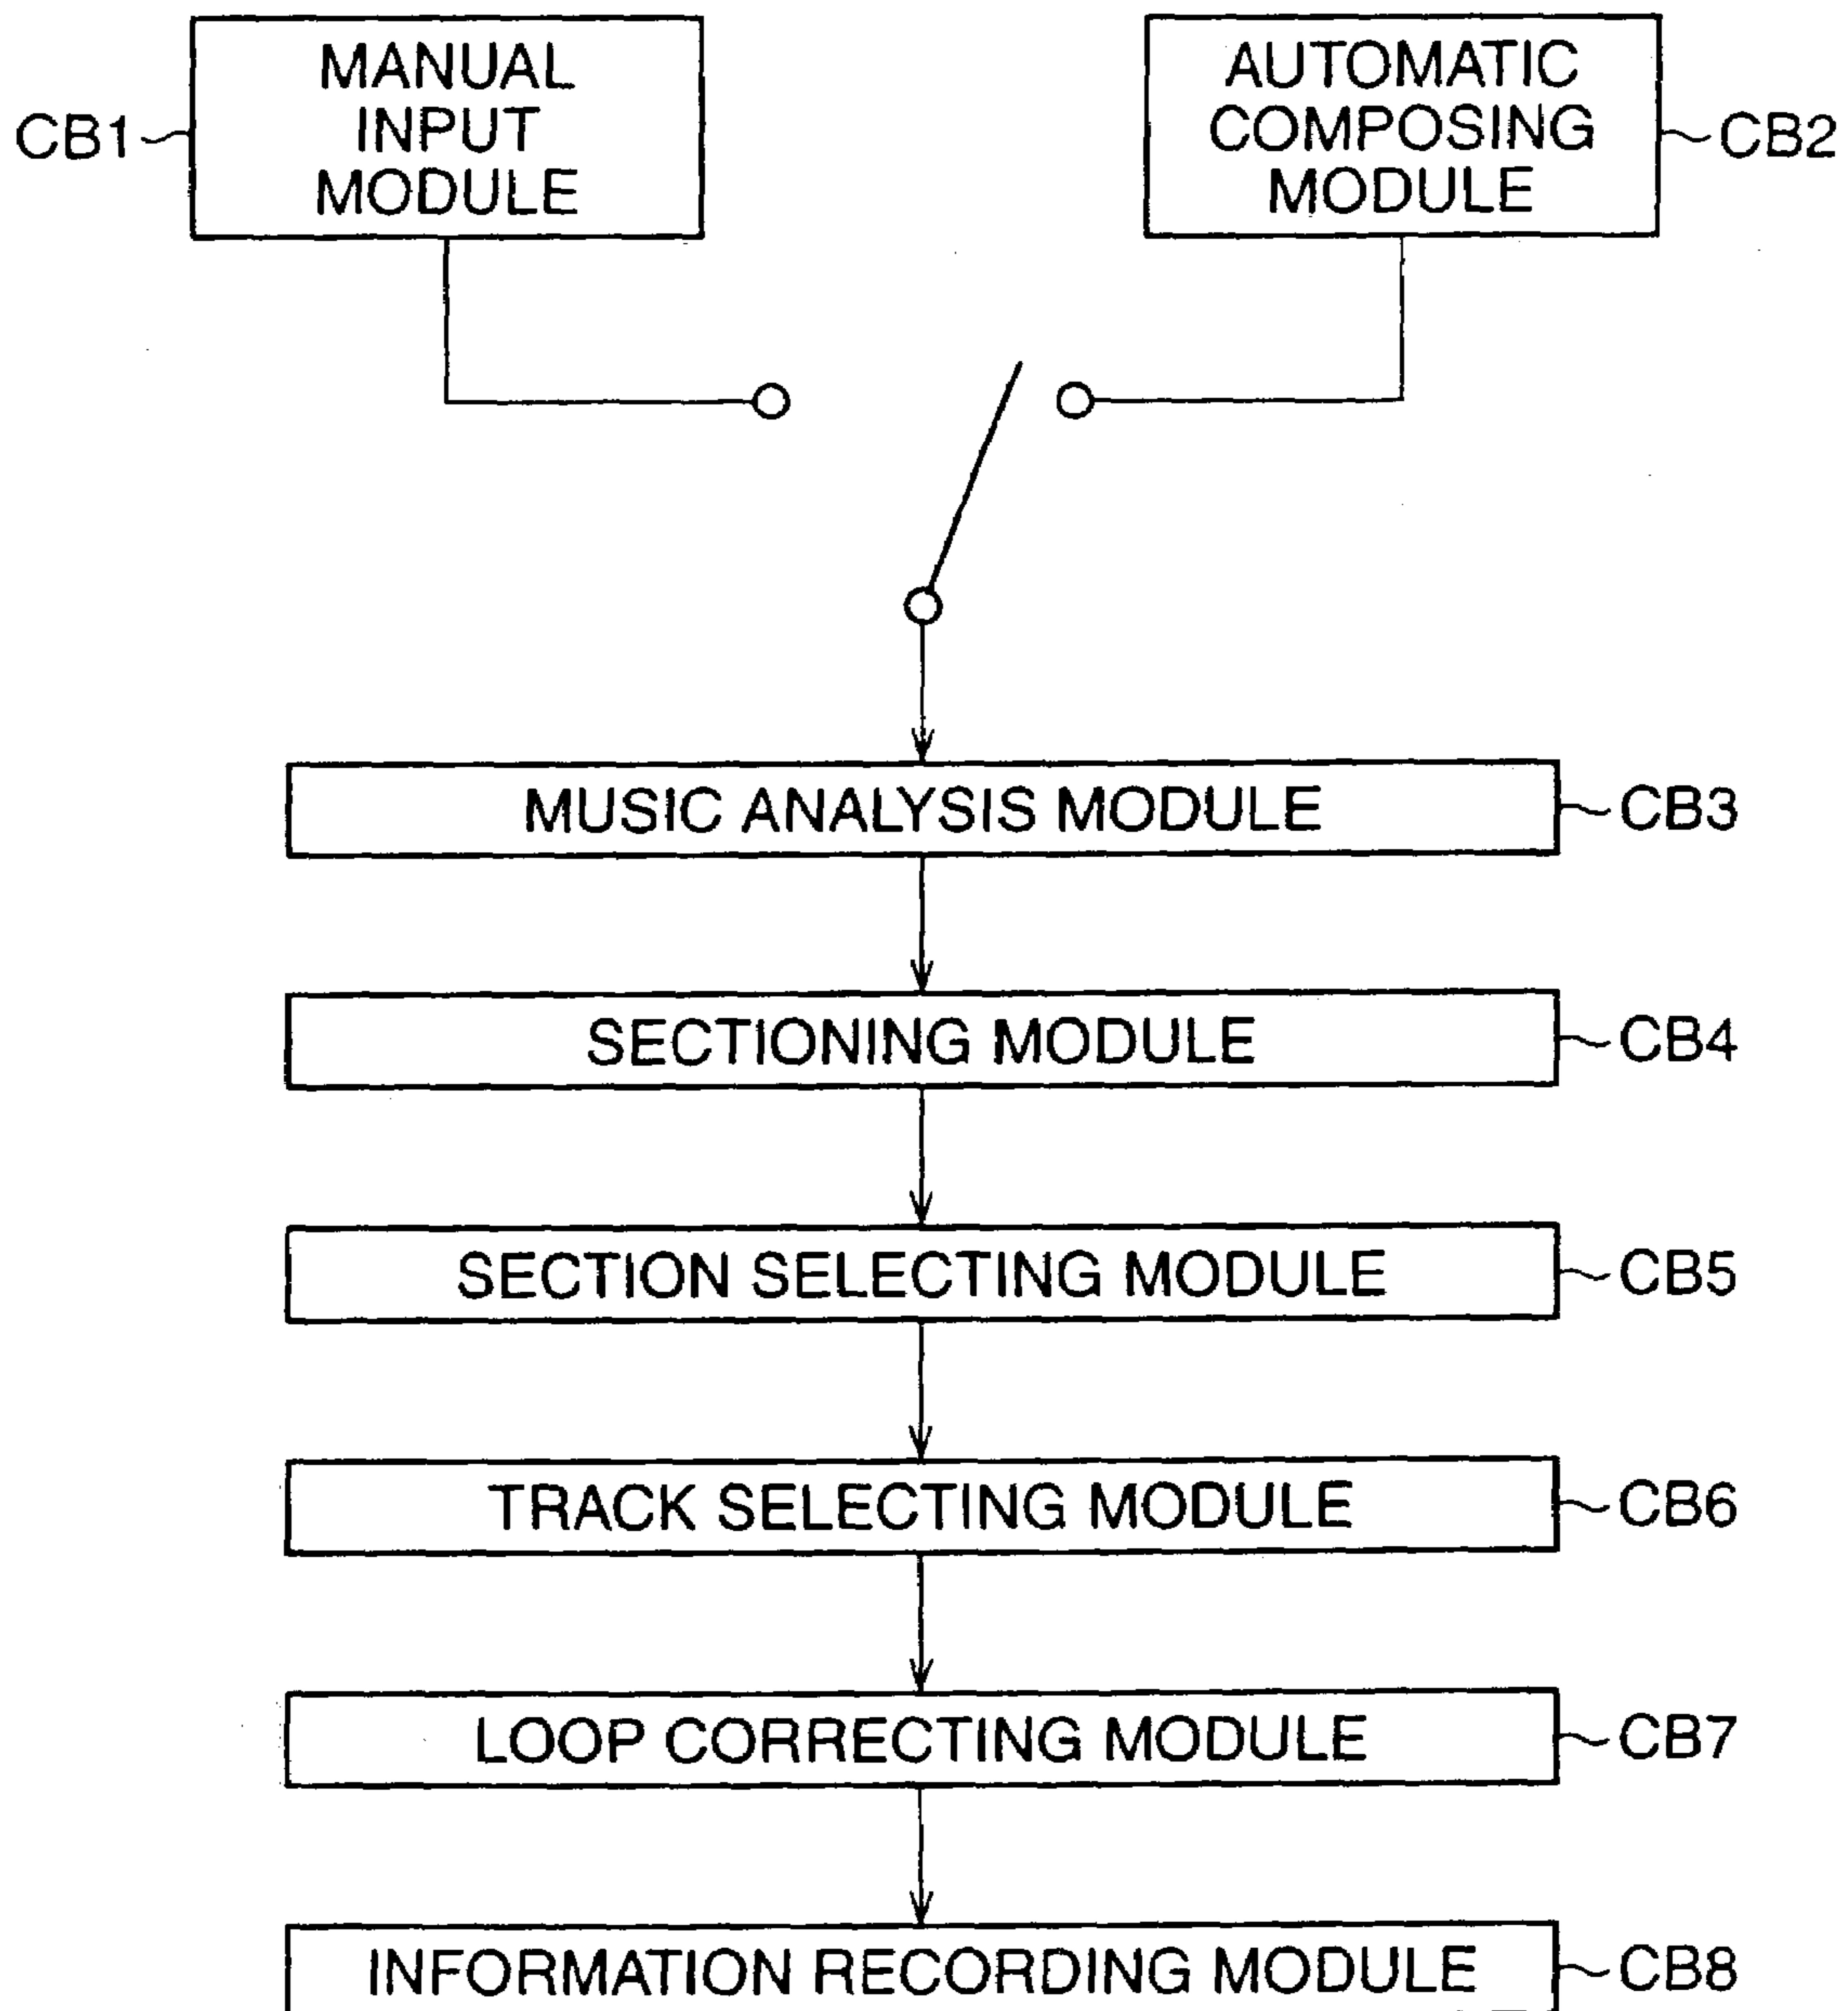 MANUAL
INPUT
MODULE
CB1
AUTOMATIC
COMPOSING
MODULE
CB2
MUSIC ANALYSIS MODULE
CB3
SECTIONING MODULE
CB4
SECTION SELECTING MODULE
CB5
TRACK SELECTING MODULE
CB6
LOOP CORRECTING MODULE
CB7
INFORMATION RECORDING MODULE
CB8